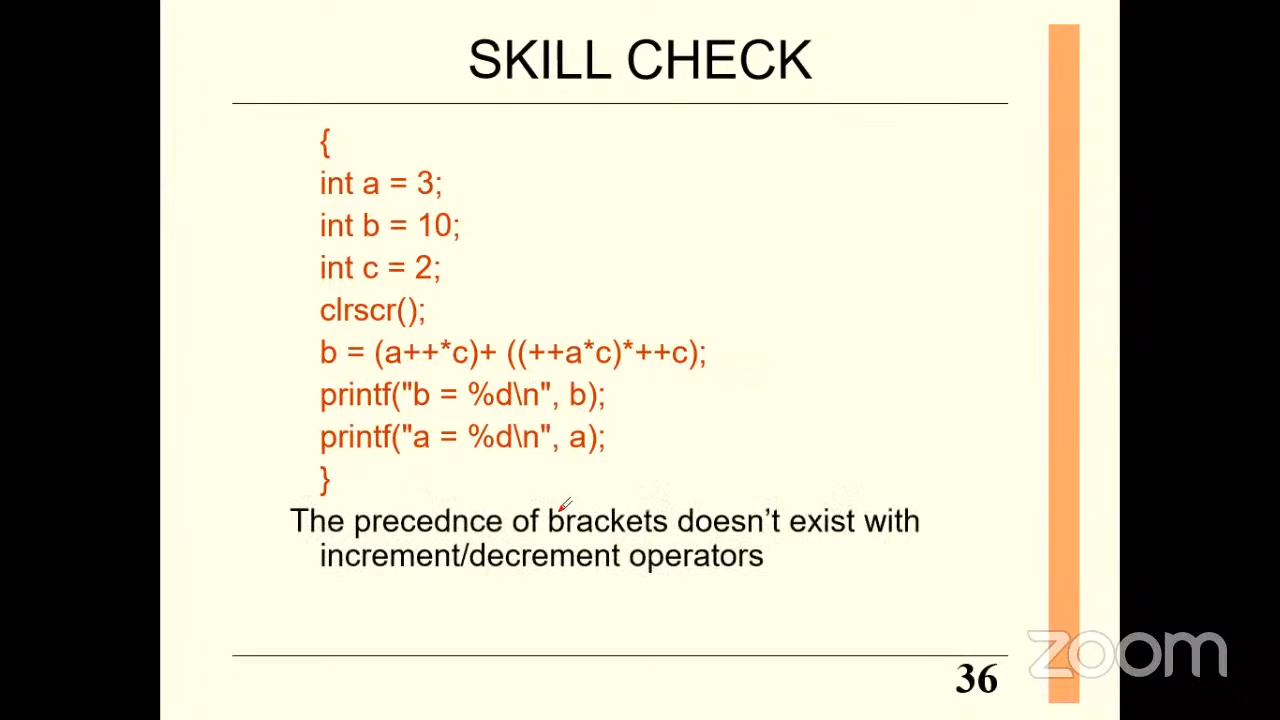 SKILL CHECK
{
int a = 3;
int b = 10;
int c = 2;
clrscr();
b = (a++*c)+ ((++a*c)*++c);
printf("b = %d\n", b);
printf("a = %d\n", a);
}
The precednce of brackets doesn’t exist with
increment/decrement operators
zoom
36